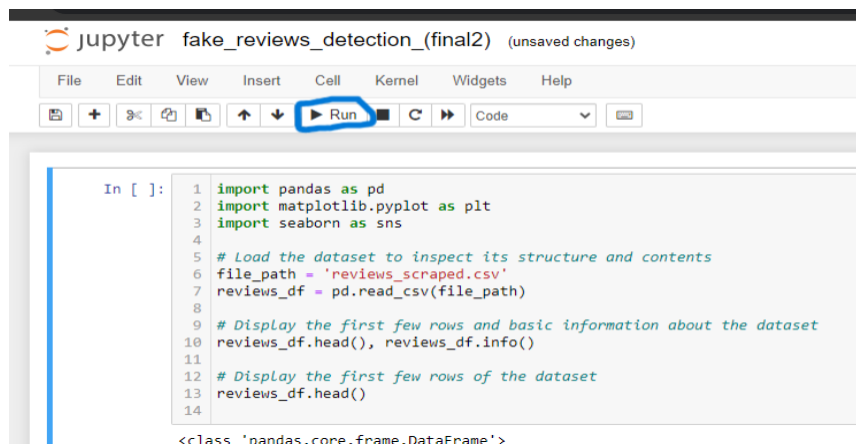 jupyter fake_reviews_detection_(final2) (unsaved changes)
File Edit View Insert Cell Kernel Widgets Help
Run Code
In [ ]:
1 import pandas as pd
2 import matplotlib.pyplot as plt
3 import seaborn as sns
4
5 # Load the dataset to inspect its structure and contents
6 file_path = 'reviews_scraped.csv'
7 reviews_df = pd.read_csv(file_path)
8
9 # Display the first few rows and basic information about the dataset
10 reviews_df.head(), reviews_df.info()
11
12 # Display the first few rows of the dataset
13 reviews_df.head()
14
<class 'pandas.core.frame.DataFrame'>